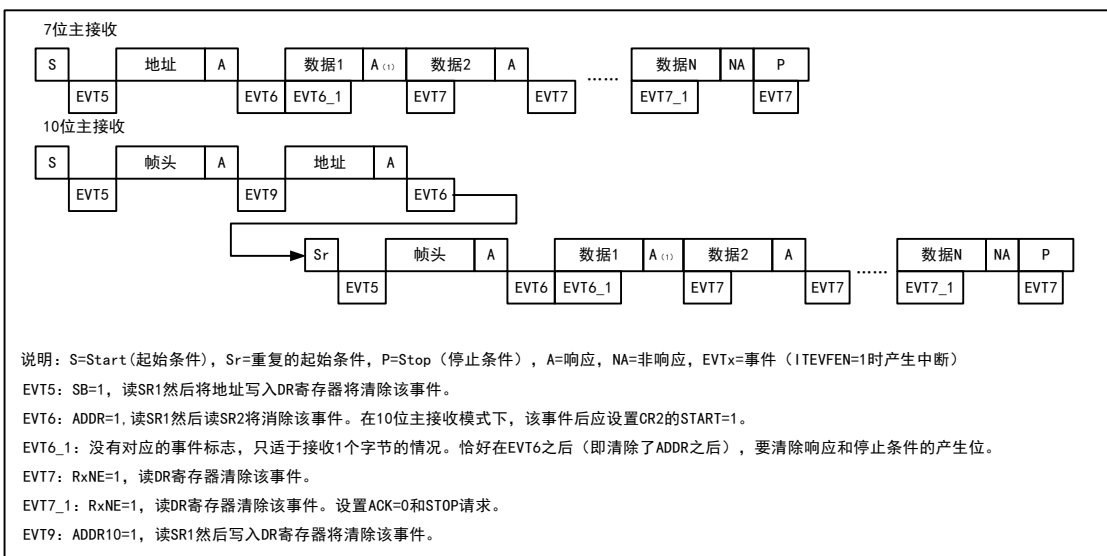 7位主接收
S 地址 A 数据1 A(1) 数据2 A …… 数据N NA P
EVT5 EVT6 EVT6_1 EVT7 EVT7 EVT7_1 EVT7
10位主接收
S 帧头 A 地址 A
EVT5 EVT9 EVT6
Sr 帧头 A 数据1 A(1) 数据2 A …… 数据N NA P
EVT5 EVT6 EVT6_1 EVT7 EVT7 EVT7_1 EVT7
说明：S=Start(起始条件)，Sr=重复的起始条件，P=Stop（停止条件），A=响应，NA=非响应，EVTx=事件（ITEVFEN=1时产生中断）
EVT5：SB=1，读SR1然后将地址写入DR寄存器将清除该事件。
EVT6：ADDR=1,读SR1然后读SR2将消除该事件。在10位主接收模式下，该事件后应设置CR2的START=1。
EVT6_1：没有对应的事件标志，只适于接收1个字节的情况。恰好在EVT6之后（即清除了ADDR之后），要清除响应和停止条件的产生位。
EVT7：RxNE=1，读DR寄存器清除该事件。
EVT7_1：RxNE=1，读DR寄存器清除该事件。设置ACK=0和STOP请求。
EVT9：ADDR10=1，读SR1然后写入DR寄存器将清除该事件。